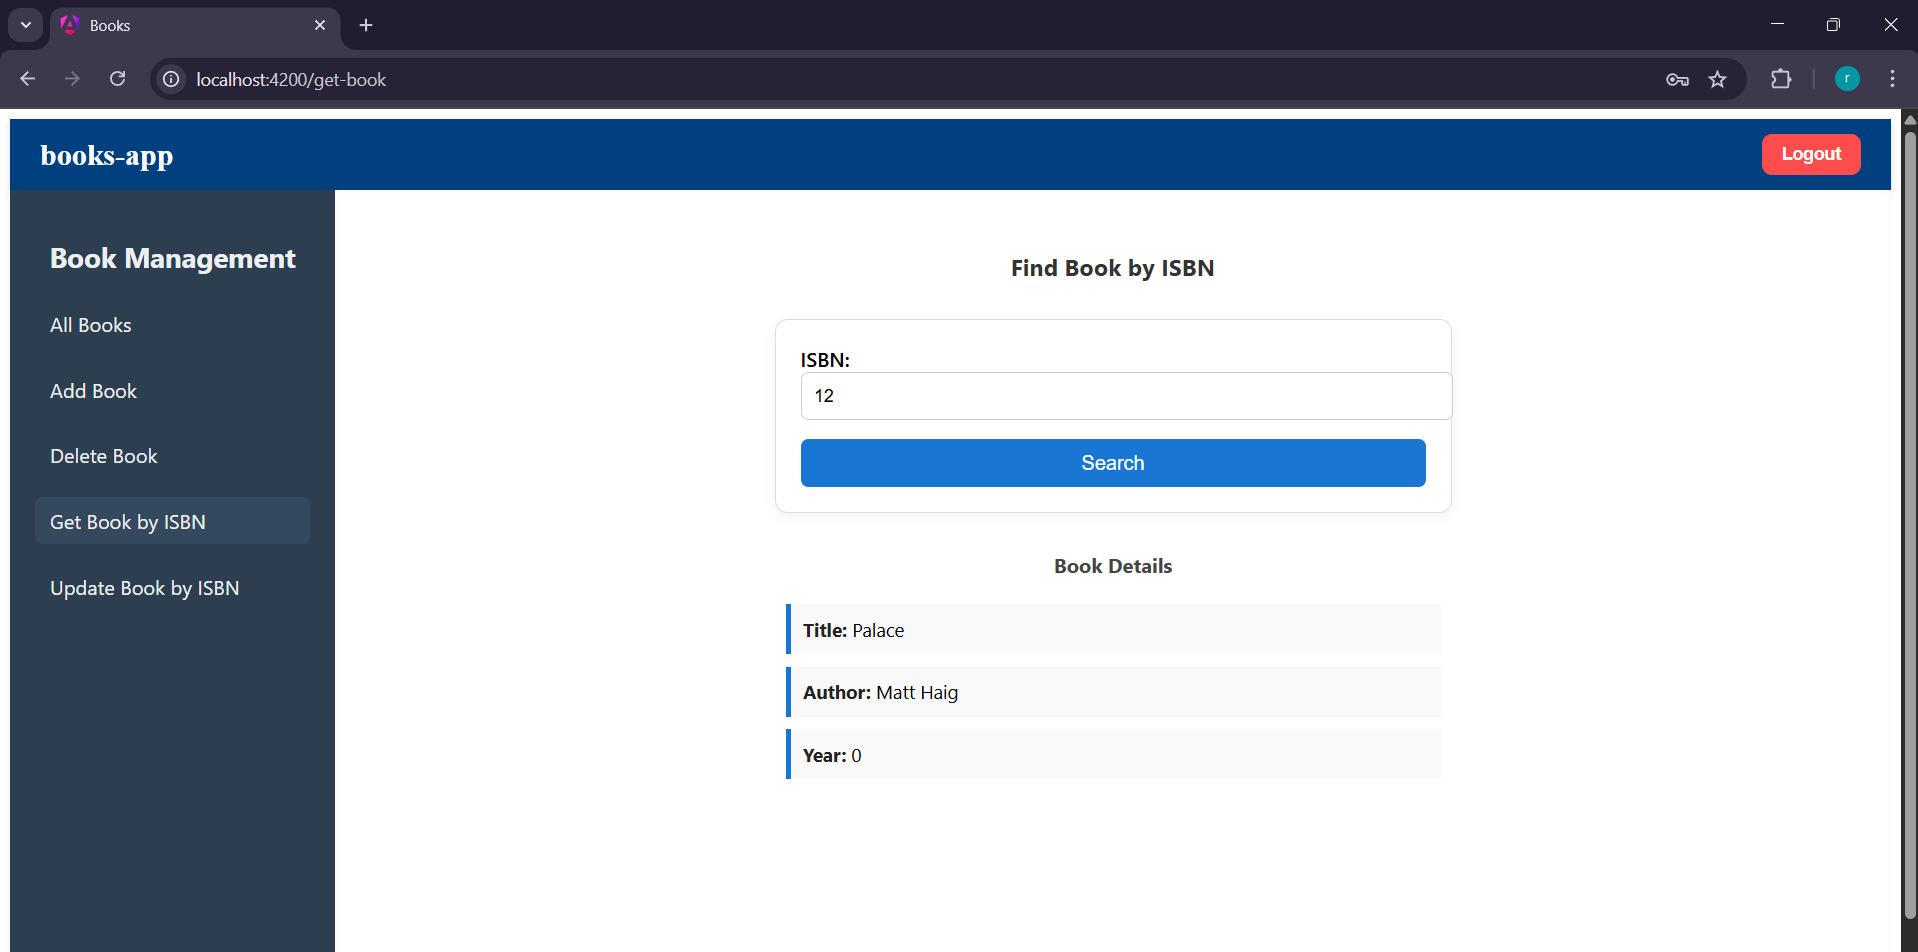 Books
localhost:4200/get-book
r
books-app
Logout
Book Management
All Books
Add Book
Delete Book
Get Book by ISBN
Update Book by ISBN
Find Book by ISBN
ISBN:
12
Search
Book Details
Title: Palace
Author: Matt Haig
Year: 0